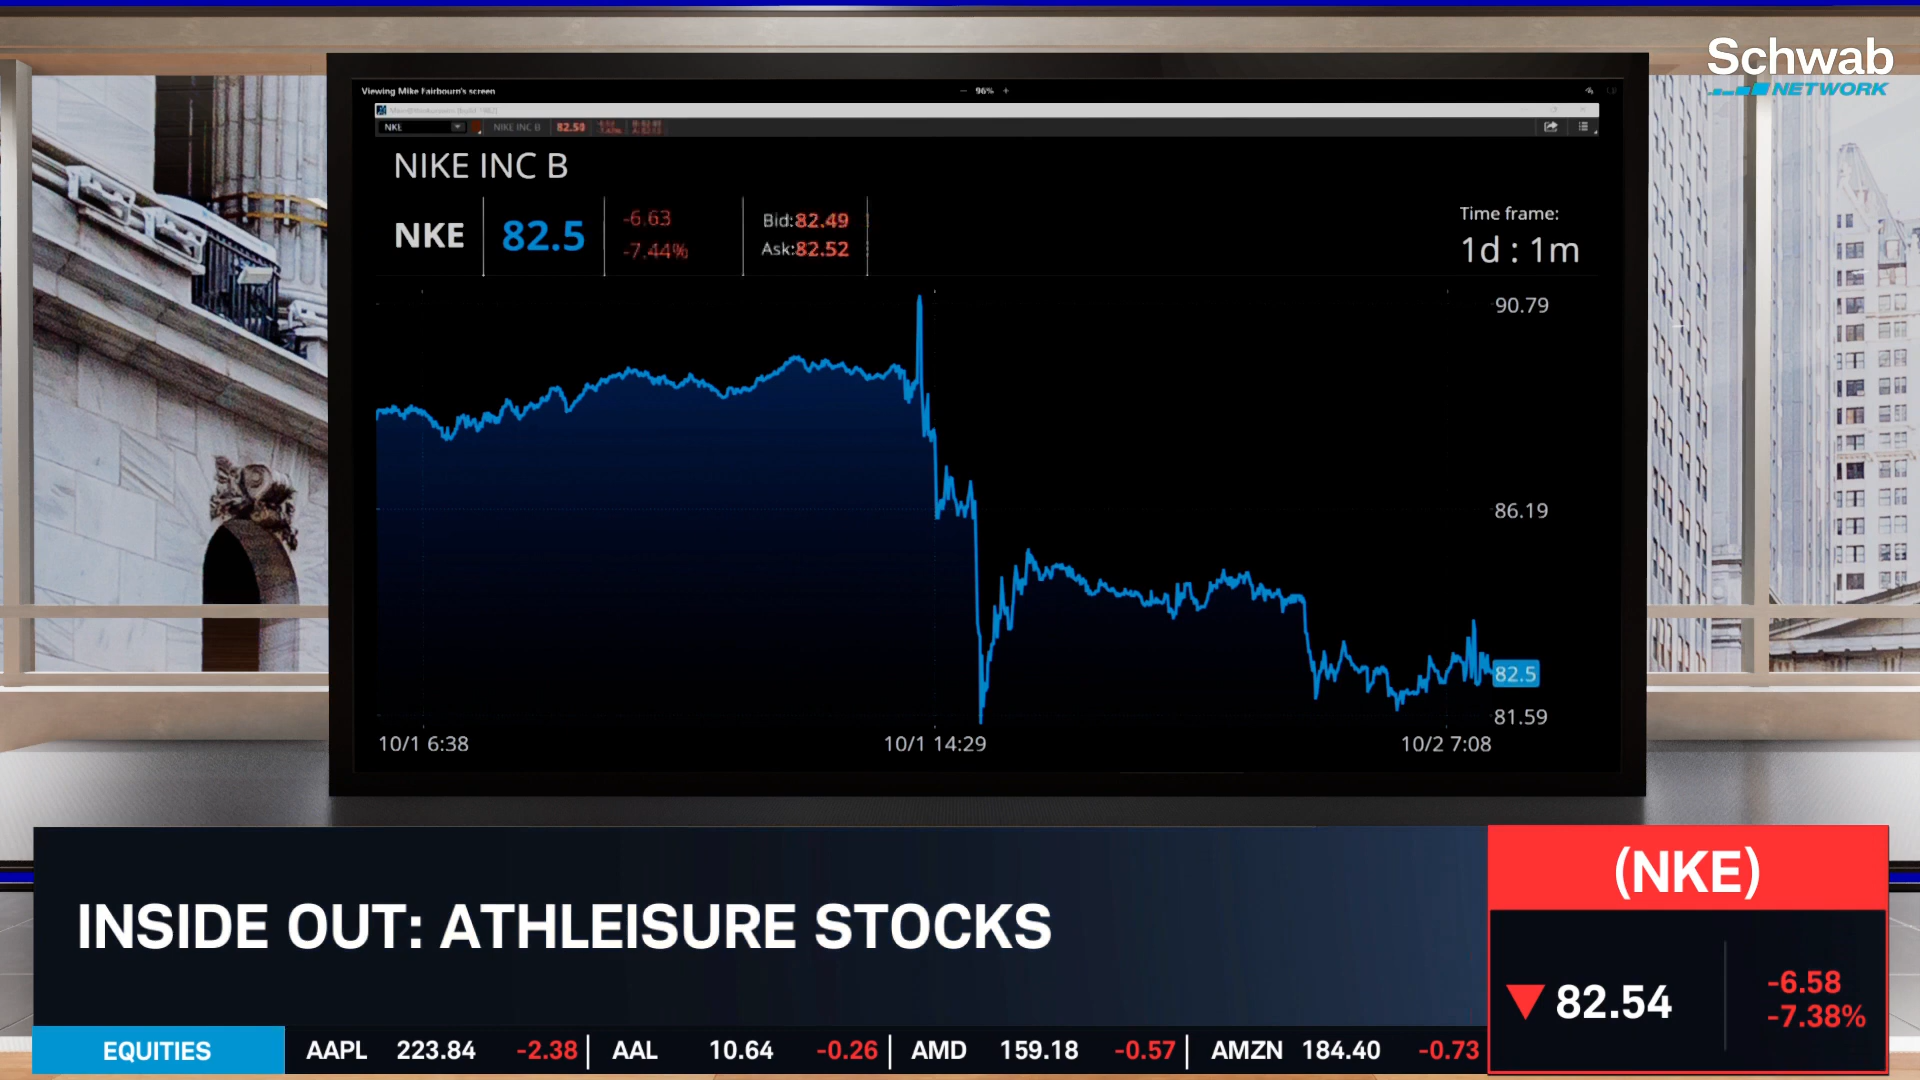 Schwab
NETWORK
Viewing Mike Fairbourn's screen
96%
NKE
NIKE INC B
82.50
NIKE INC B
NKE
82.5
-6.63
-7.44%
Bid:82.49
Ask:82.52
Time frame:
1d : 1m
90.79
86.19
82.5
81.59
10/1 6:38
10/1 14:29
10/2 7:08
INSIDE OUT: ATHLEISURE STOCKS
(NKE)
82.54
-6.58
-7.38%
EQUITIES
AAPL 223.84 -2.38 AAL 10.64 -0.26 AMD 159.18 -0.57 AMZN 184.40 -0.73